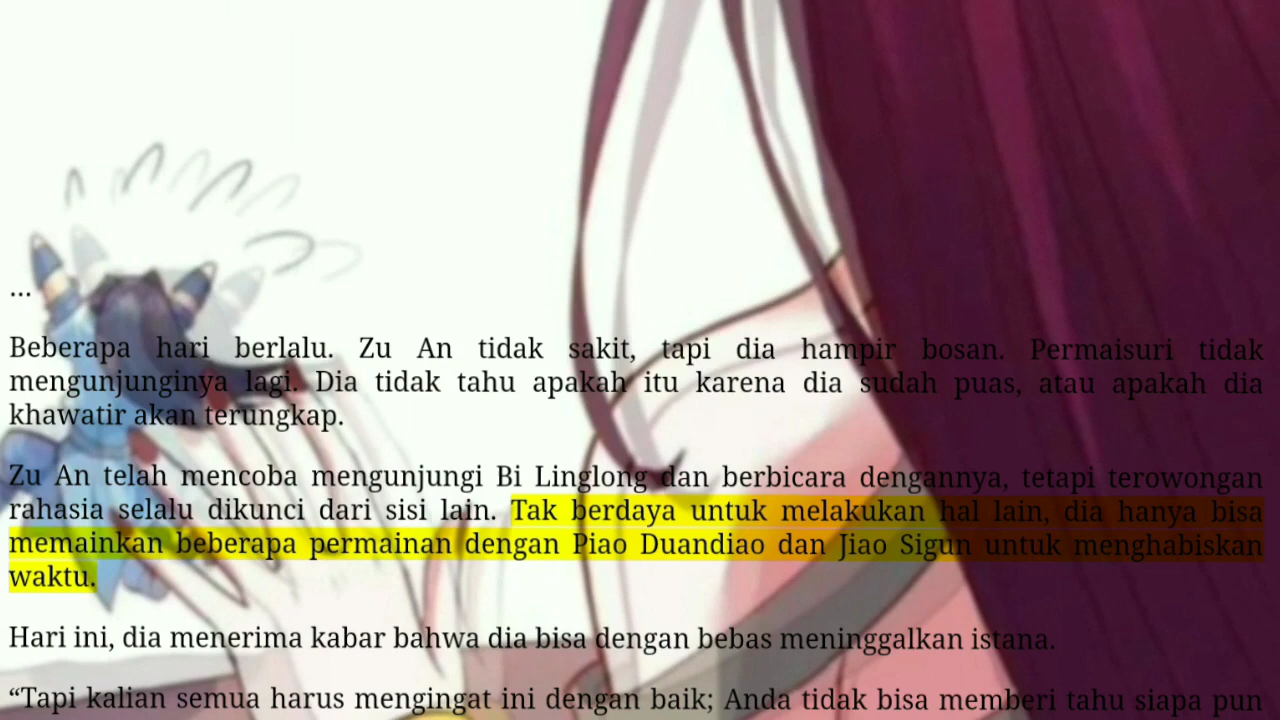 ...
Beberapa hari berlalu. Zu An tidak sakit, tapi dia hampir bosan. Permaisuri tidak
mengunjunginya lagi. Dia tidak tahu apakah itu karena dia sudah puas, atau apakah dia
khawatir akan terungkap.
Zu An telah mencoba mengunjungi Bi Linglong dan berbicara dengannya, tetapi terowongan
rahasia selalu dikunci dari sisi lain. Tak berdaya untuk melakukan hal lain, dia hanya bisa
memainkan beberapa permainan dengan Piao Duandiao dan Jiao Sigun untuk menghabiskan
waktu.
Hari ini, dia menerima kabar bahwa dia bisa dengan bebas meninggalkan istana.
“Tapi kalian semua harus mengingat ini dengan baik; Anda tidak bisa memberi tahu siapa pun